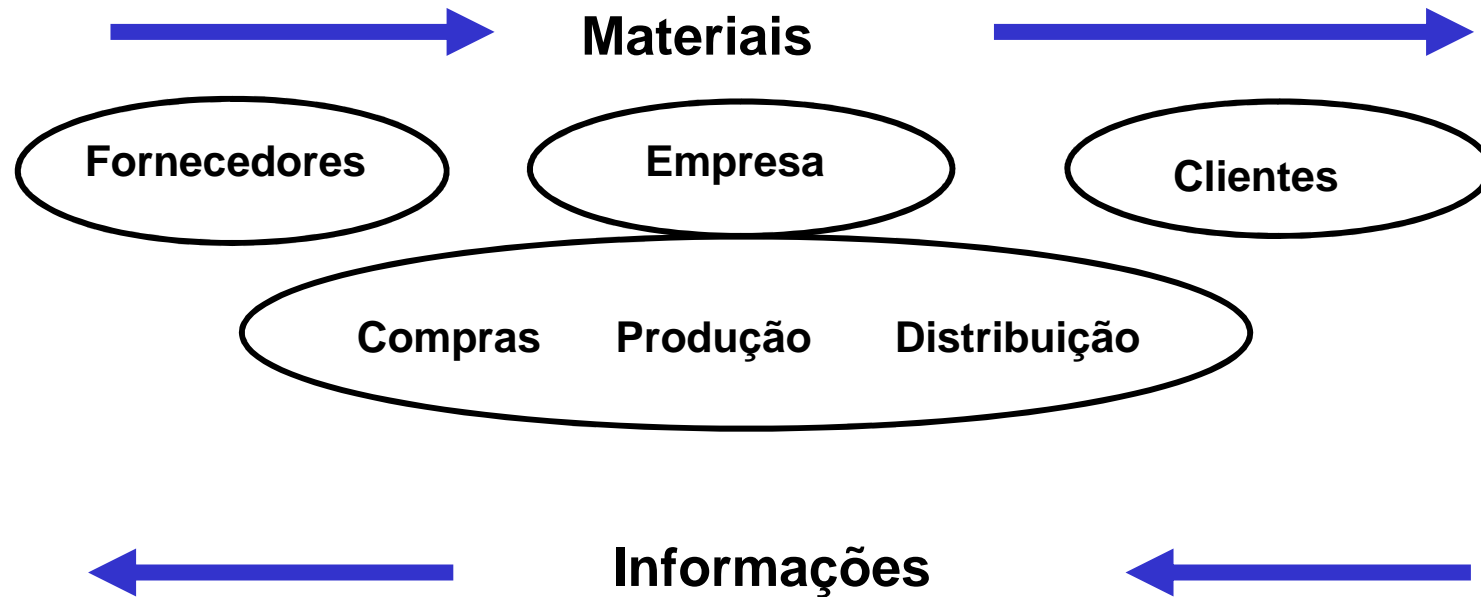 Materiais
Fornecedores Empresa Clientes
Compras Produção Distribuição
Informações